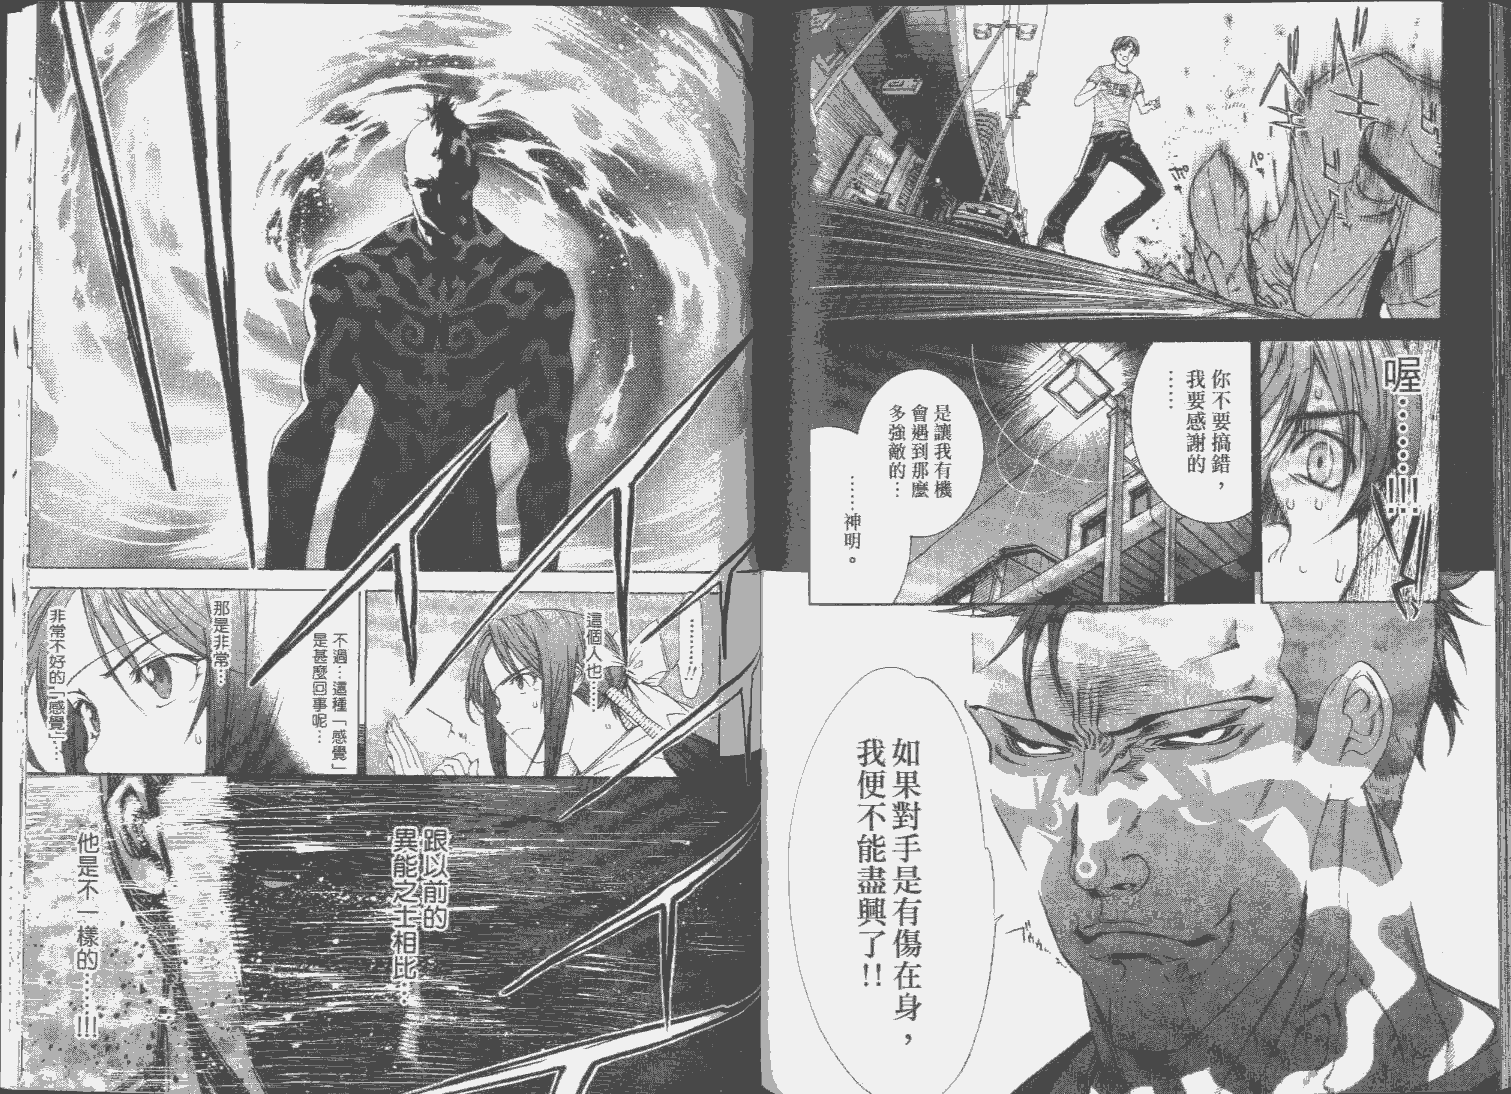 喔………!!!
你不要搞錯，
我要感謝的
……
是讓我有機
會遇到那麼
多強敵的…
……神明。
如果對手是有傷在身，
我便不能盡興了!!
………!!
這個人也……
不過…這種「感覺」
是甚麼回事呢…
那是非常…
非常不好的「感覺」…
跟以前的
異能之士相比…
他是不一樣的……!!!